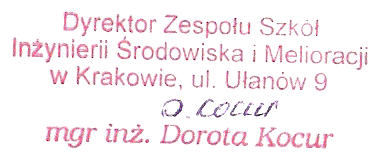 Dyrektor Zespołu Szkół
Inżynierii Środowiska i Melioracji
w Krakowie, ul. Ułanów 9
D. Kocur
mgr inż. Dorota Kocur